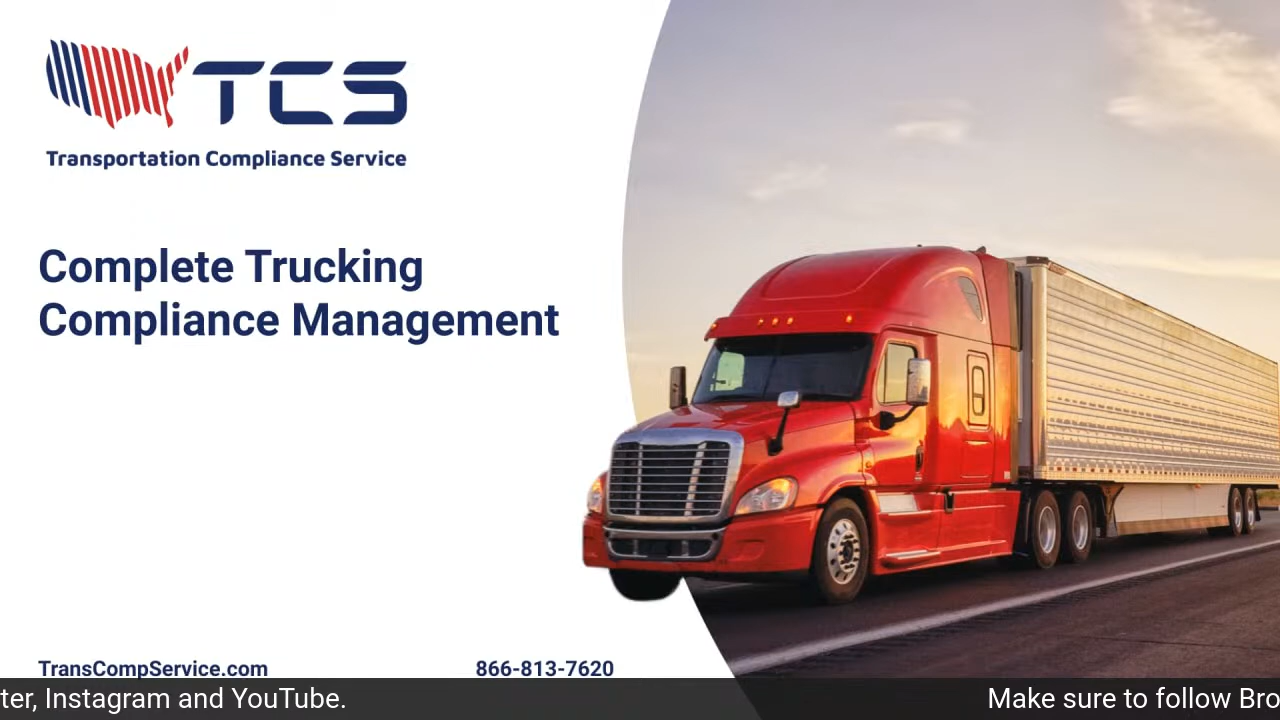 TCS
Transportation Compliance Service
Complete Trucking
Compliance Management
TransCompService.com
866-813-7620
ter, Instagram and YouTube.
Make sure to follow Bro